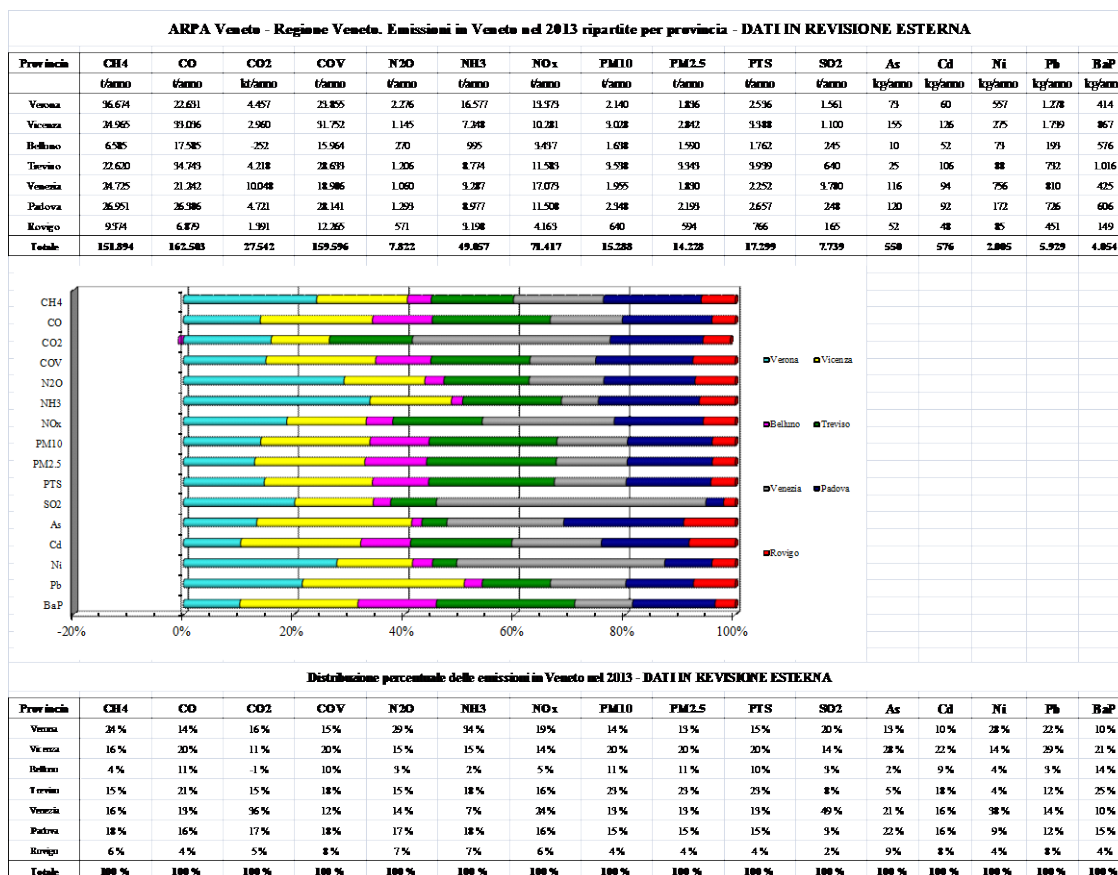 ARPA Veneto - Regione Veneto. Emissioni in Veneto nel 2013 ripartite per provincia - DATI IN REVISIONE ESTERNA
Provincia CH4 CO CO2 COV N2O NH3 NOx PM10 PM2.5 PTS SO2 As Cd Ni Pb BaP
t/anno t/anno kt/anno t/anno t/anno t/anno t/anno t/anno t/anno t/anno t/anno kg/anno kg/anno kg/anno kg/anno kg/anno
Verona 36.674 22.631 4.457 23.855 2.276 16.577 13.373 2.140 1.836 2.536 1.561 73 60 557 1.278 414
Vicenza 24.965 33.036 2.960 31.752 1.145 7.248 10.281 3.028 2.842 3.388 1.100 155 126 275 1.739 867
Belluno 6.585 17.585 -252 15.964 270 995 3.437 1.638 1.590 1.762 245 10 52 73 193 576
Treviso 22.620 34.743 4.218 28.633 1.206 8.774 11.583 3.538 3.343 3.939 640 25 106 88 732 1.016
Venezia 24.725 21.242 10.048 18.986 1.060 3.287 17.073 1.955 1.830 2.252 3.780 116 94 756 810 425
Padova 26.951 26.386 4.721 28.141 1.293 8.977 11.508 2.348 2.193 2.657 248 120 92 172 726 606
Rovigo 9.374 6.879 1.391 12.265 571 3.198 4.163 640 594 766 165 52 48 85 451 149
Totale 151.894 162.503 27.542 159.596 7.822 49.057 71.417 15.288 14.228 17.299 7.739 550 576 2.005 5.929 4.054
CH4
CO
CO2
COV
N2O
NH3
NOx
PM10
PM2.5
PTS
SO2
As
Cd
Ni
Pb
BaP
-20% 0% 20% 40% 60% 80% 100%
Verona Vicenza
Belluno Treviso
Venezia Padova
Rovigo
Distribuzione percentuale delle emissioni in Veneto nel 2013 - DATI IN REVISIONE ESTERNA
Provincia CH4 CO CO2 COV N2O NH3 NOx PM10 PM2.5 PTS SO2 As Cd Ni Pb BaP
Verona 24 % 14 % 16 % 15 % 29 % 34 % 19 % 14 % 13 % 15 % 20 % 13 % 10 % 28 % 22 % 10 %
Vicenza 16 % 20 % 11 % 20 % 15 % 15 % 14 % 20 % 20 % 20 % 14 % 28 % 22 % 14 % 29 % 21 %
Belluno 4 % 11 % -1 % 10 % 3 % 2 % 5 % 11 % 11 % 10 % 3 % 2 % 9 % 4 % 3 % 14 %
Treviso 15 % 21 % 15 % 18 % 15 % 18 % 16 % 23 % 23 % 23 % 8 % 5 % 18 % 4 % 12 % 25 %
Venezia 16 % 13 % 36 % 12 % 14 % 7 % 24 % 13 % 13 % 13 % 49 % 21 % 16 % 38 % 14 % 10 %
Padova 18 % 16 % 17 % 18 % 17 % 18 % 16 % 15 % 15 % 15 % 3 % 22 % 16 % 9 % 12 % 15 %
Rovigo 6 % 4 % 5 % 8 % 7 % 7 % 6 % 4 % 4 % 4 % 2 % 9 % 8 % 4 % 8 % 4 %
Totale 100 % 100 % 100 % 100 % 100 % 100 % 100 % 100 % 100 % 100 % 100 % 100 % 100 % 100 % 100 % 100 %